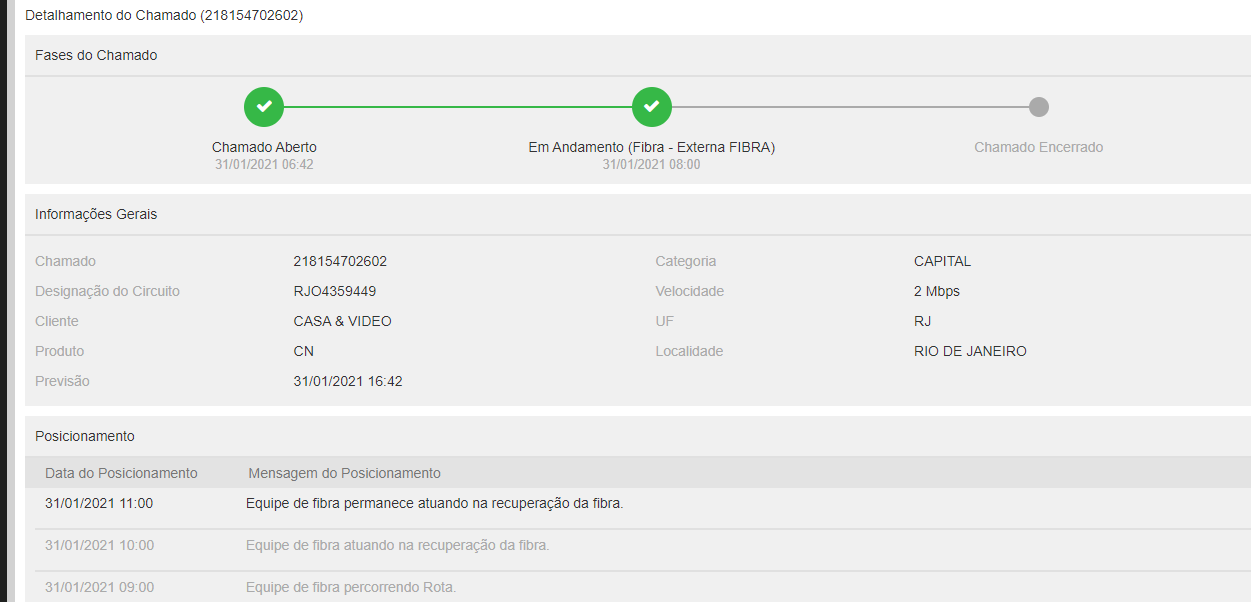 Detalhamento do Chamado (218154702602)
Fases do Chamado
Chamado Aberto
31/01/2021 06:42
Em Andamento (Fibra - Externa FIBRA)
31/01/2021 08:00
Chamado Encerrado
Informações Gerais
Chamado 218154702602 Categoria CAPITAL
Designação do Circuito RJO4359449 Velocidade 2 Mbps
Cliente CASA & VIDEO UF RJ
Produto CN Localidade RIO DE JANEIRO
Previsão 31/01/2021 16:42
Posicionamento
Data do Posicionamento Mensagem do Posicionamento
31/01/2021 11:00 Equipe de fibra permanece atuando na recuperação da fibra.
31/01/2021 10:00 Equipe de fibra atuando na recuperação da fibra.
31/01/2021 09:00 Equipe de fibra percorrendo Rota.